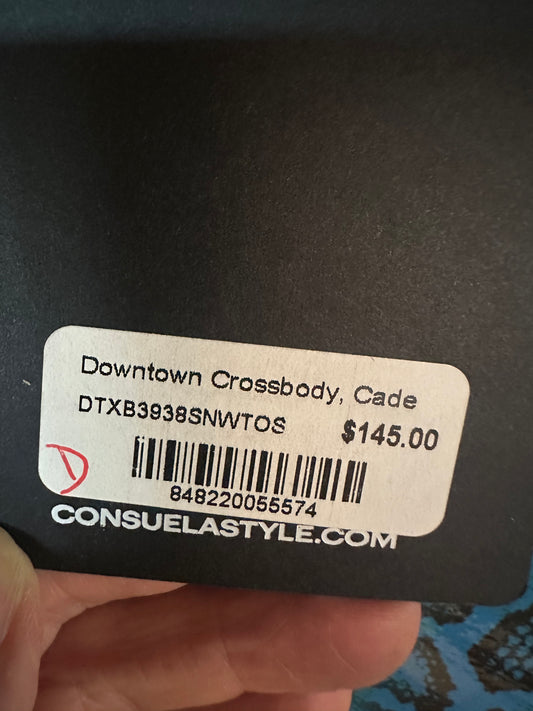 Downtown Crossbody, Cade
DTXB3938SNWTOS $145.00
D
848220055574
CONSUELASTYLE.COM